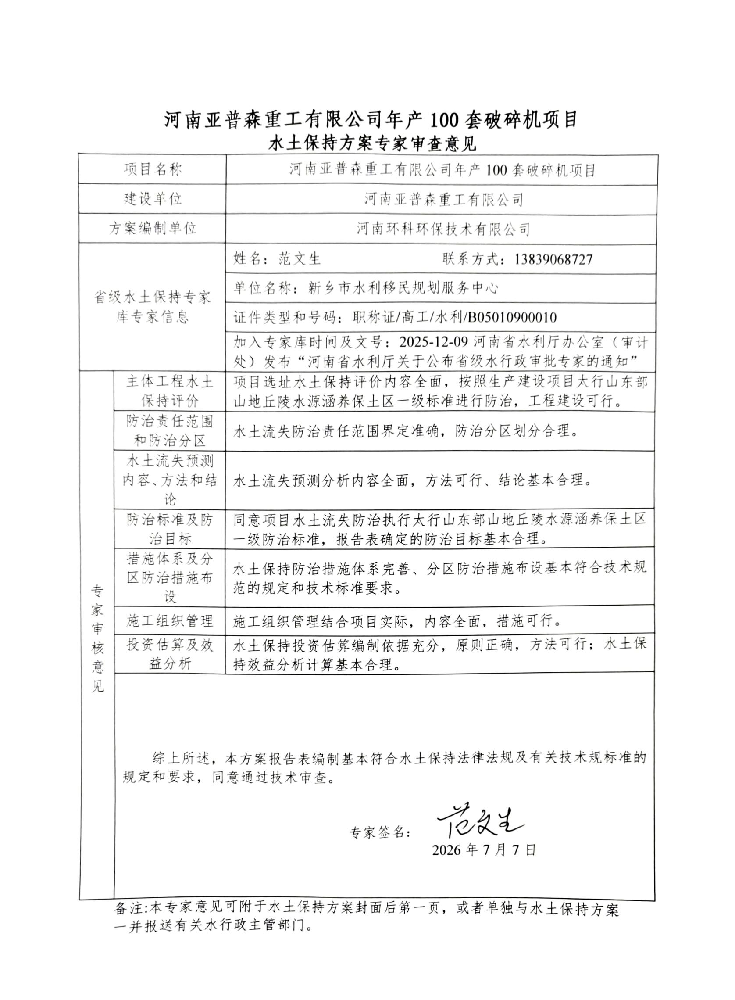 河南亚普森重工有限公司年产 100 套破碎机项目
水土保持方案专家审查意见
项目名称
河南亚普森重工有限公司年产 100 套破碎机项目
建设单位
河南亚普森重工有限公司
方案编制单位
河南环科环保技术有限公司
省级水土保持专家
库专家信息
姓名：范文生 联系方式：13839068727
单位名称：新乡市水利移民规划服务中心
证件类型和号码：职称证/高工/水利/B05010900010
加入专家库时间及文号：2025-12-09 河南省水利厅办公室（审计
处）发布“河南省水利厅关于公布省级水行政审批专家的通知”
专家审核意见
主体工程水土
保持评价
项目选址水土保持评价内容全面，按照生产建设项目太行山东部
山地丘陵水源涵养保土区一级标准进行防治，工程建设可行。
防治责任范围
和防治分区
水土流失防治责任范围界定准确，防治分区划分合理。
水土流失预测
内容、方法和结
论
水土流失预测分析内容全面，方法可行、结论基本合理。
防治标准及防
治目标
同意项目水土流失防治执行太行山东部山地丘陵水源涵养保土区
一级防治标准，报告表确定的防治目标基本合理。
措施体系及分
区防治措施布
设
水土保持防治措施体系完善、分区防治措施布设基本符合技术规
范的规定和技术标准要求。
施工组织管理
施工组织管理结合项目实际，内容全面，措施可行。
投资估算及效
益分析
水土保持投资估算编制依据充分，原则正确，方法可行；水土保
持效益分析计算基本合理。
综上所述，本方案报告表编制基本符合水土保持法律法规及有关技术规标准的
规定和要求，同意通过技术审查。
专家签名： 范文生
2026 年 7 月 7 日
备注:本专家意见可附于水土保持方案封面后第一页，或者单独与水土保持方案
一并报送有关水行政主管部门。